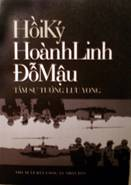 Hồi Ký
Hoành Linh
Đỗ Mậu
TÂM SỰ TƯỚNG LƯU VONG